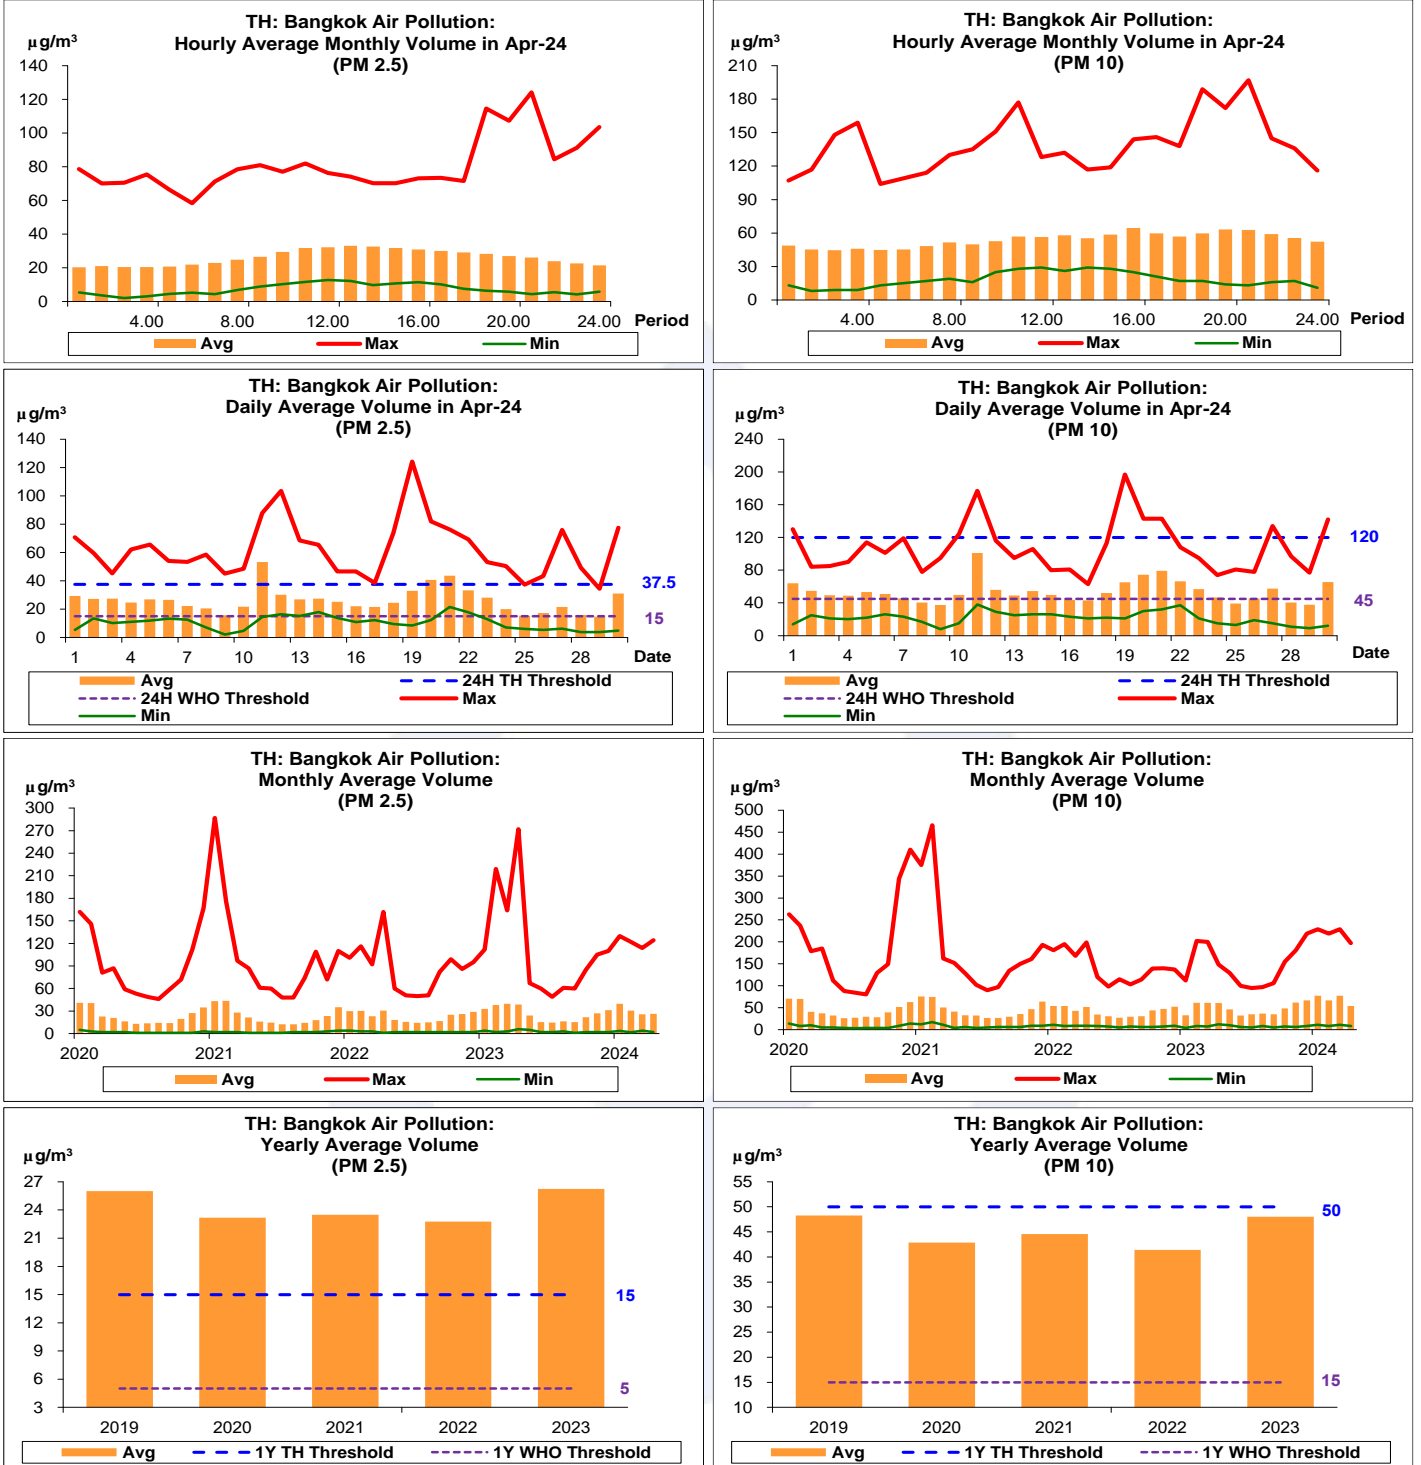 TH: Bangkok Air Pollution:
Hourly Average Monthly Volume in Apr-24
(PM 2.5)
µg/m³
140
120
100
80
60
40
20
0
4.00 8.00 12.00 16.00 20.00 24.00 Period
Avg Max Min
TH: Bangkok Air Pollution:
Hourly Average Monthly Volume in Apr-24
(PM 10)
µg/m³
210
180
150
120
90
60
30
0
4.00 8.00 12.00 16.00 20.00 24.00 Period
Avg Max Min
TH: Bangkok Air Pollution:
Daily Average Volume in Apr-24
(PM 2.5)
µg/m³
140
120
100
80
60
40
20
0
37.5
15
1 4 7 10 13 16 19 22 25 28 Date
Avg 24H TH Threshold
24H WHO Threshold Max
Min
TH: Bangkok Air Pollution:
Daily Average Volume in Apr-24
(PM 10)
µg/m³
240
200
160
120
80
40
0
120
45
1 4 7 10 13 16 19 22 25 28 Date
Avg 24H TH Threshold
24H WHO Threshold Max
Min
TH: Bangkok Air Pollution:
Monthly Average Volume
(PM 2.5)
µg/m³
300
270
240
210
180
150
120
90
60
30
0
2020 2021 2022 2023 2024
Avg Max Min
TH: Bangkok Air Pollution:
Monthly Average Volume
(PM 10)
µg/m³
500
450
400
350
300
250
200
150
100
50
0
2020 2021 2022 2023 2024
Avg Max Min
TH: Bangkok Air Pollution:
Yearly Average Volume
(PM 2.5)
µg/m³
27
24
21
18
15
12
9
6
3
15
5
2019 2020 2021 2022 2023
Avg 1Y TH Threshold 1Y WHO Threshold
TH: Bangkok Air Pollution:
Yearly Average Volume
(PM 10)
µg/m³
55
50
45
40
35
30
25
20
15
10
50
15
2019 2020 2021 2022 2023
Avg 1Y TH Threshold 1Y WHO Threshold